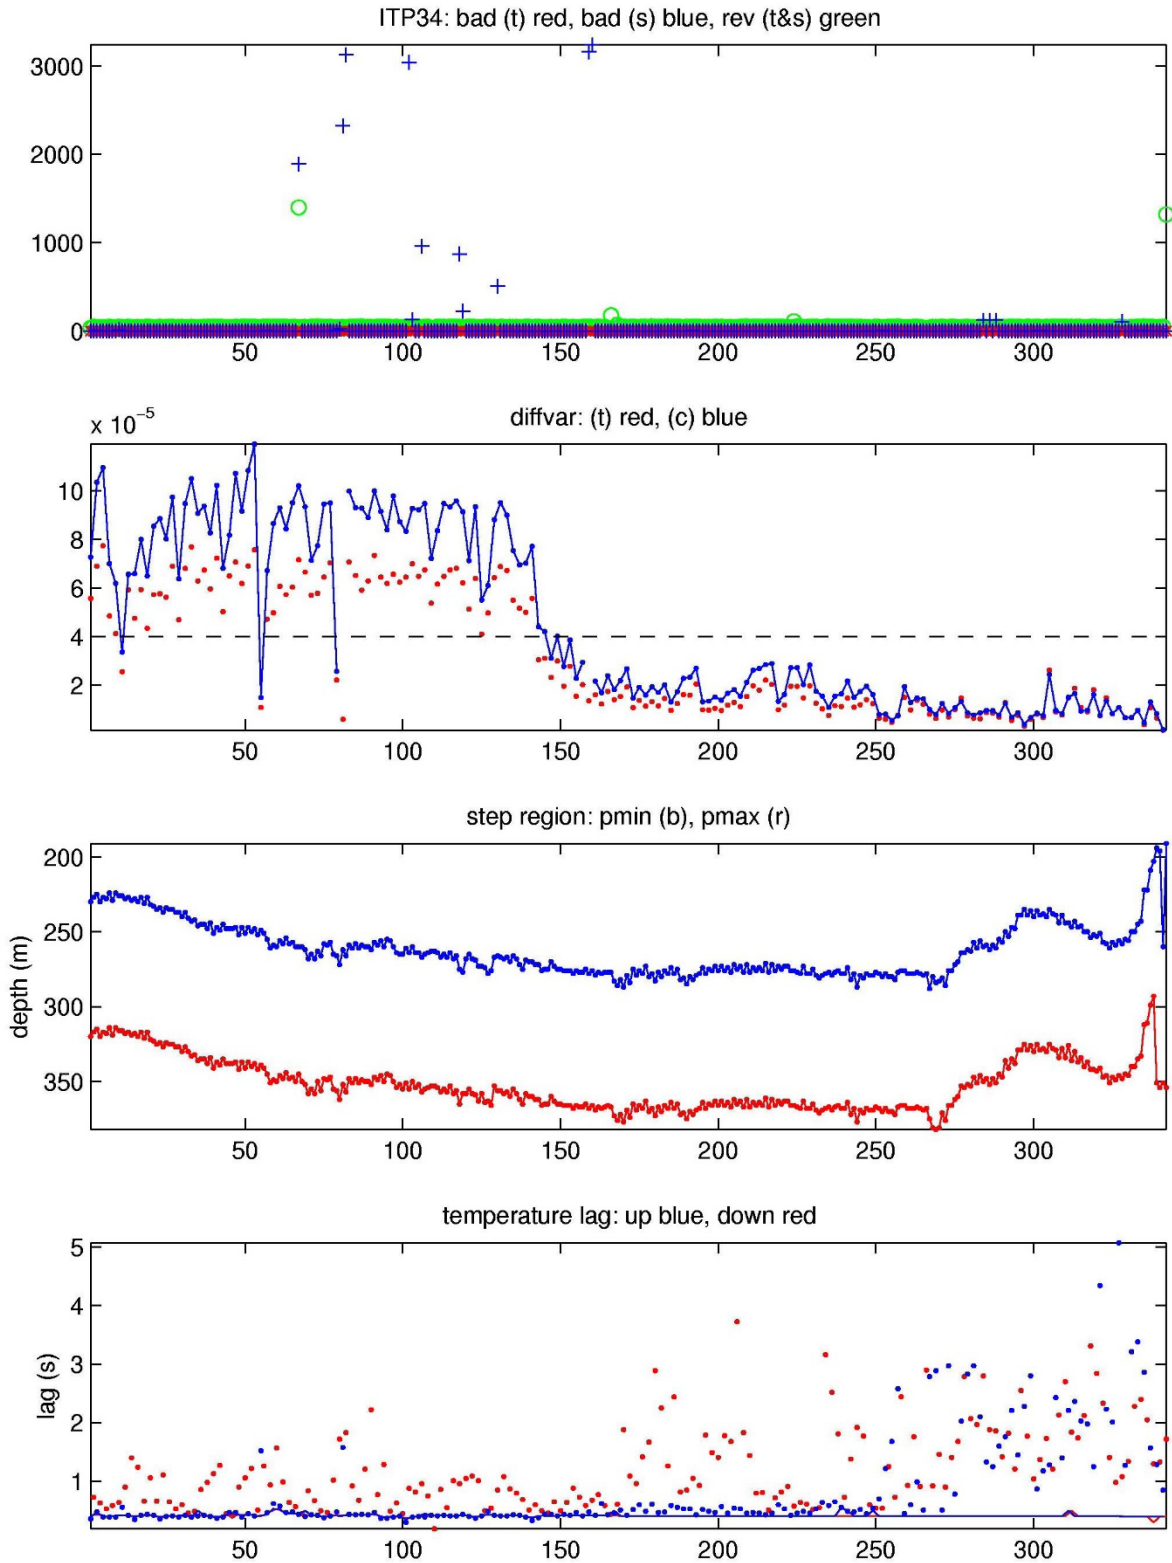 ITP34: bad (t) red, bad (s) blue, rev (t&s) green
3000
2000
1000
0
50 100 150 200 250 300
diffvar: (t) red, (c) blue
x 10⁻⁵
10
8
6
4
2
50 100 150 200 250 300
step region: pmin (b), pmax (r)
200
250
300
350
depth (m)
50 100 150 200 250 300
temperature lag: up blue, down red
5
4
3
2
1
lag (s)
50 100 150 200 250 300